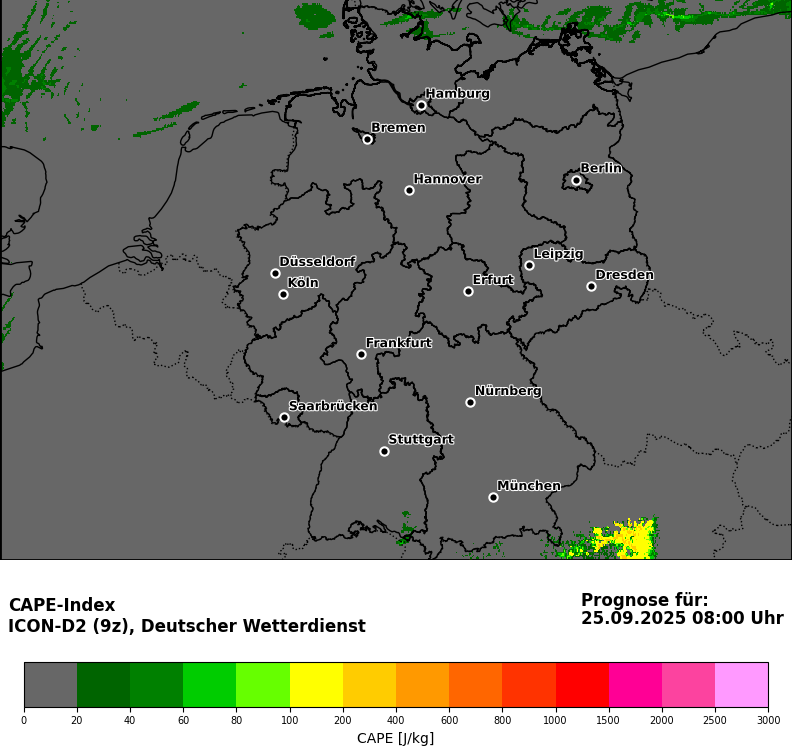 Hamburg
Bremen
Berlin
Hannover
Leipzig
Düsseldorf
Dresden
Köln
Erfurt
Frankfurt
Nürnberg
Saarbrücken
Stuttgart
München
CAPE-Index
ICON-D2 (9z), Deutscher Wetterdienst
Prognose für:
25.09.2025 08:00 Uhr
0 20 40 60 80 100 200 400 600 800 1000 1500 2000 2500 3000
CAPE [J/kg]